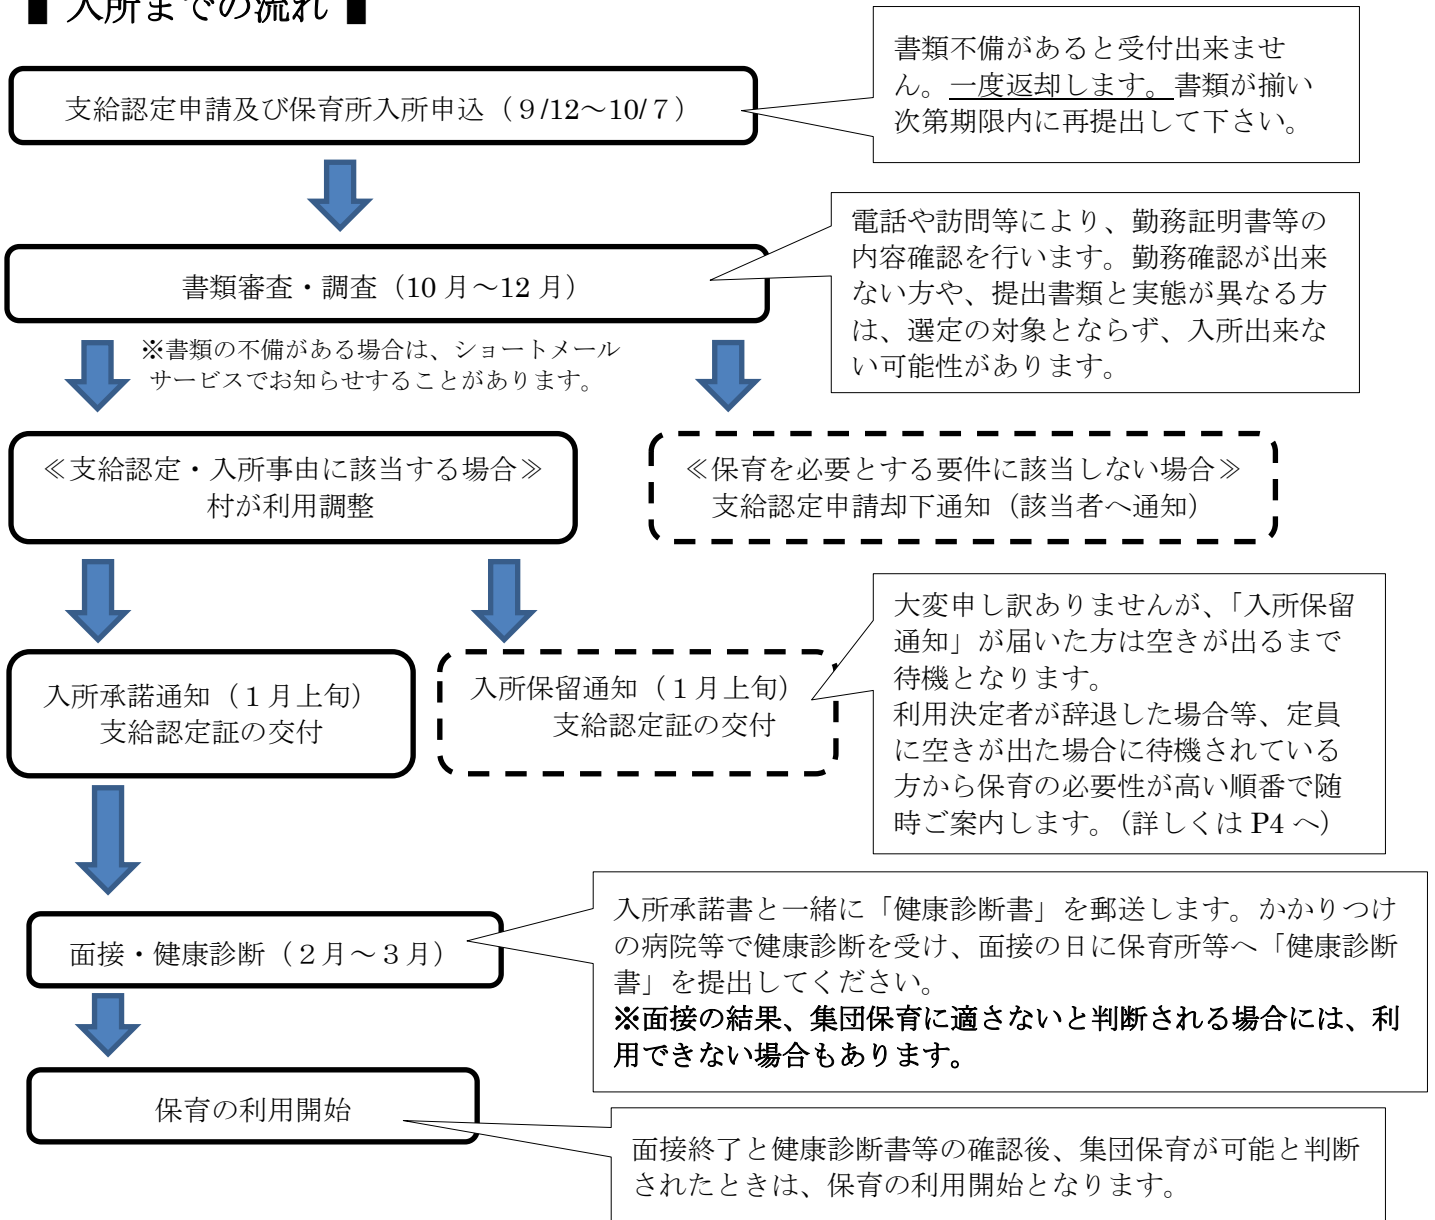 ■ 入所までの流れ ■
書類不備があると受付出来ませ
ん。一度返却します。書類が揃い
次第期限内に再提出して下さい。
支給認定申請及び保育所入所申込（９/12～10/７）
電話や訪問等により、勤務証明書等の
内容確認を行います。勤務確認が出来
ない方や、提出書類と実態が異なる方
は、選定の対象とならず、入所出来な
い可能性があります。
書類審査・調査（10 月～12 月）
※書類の不備がある場合は、ショートメール
サービスでお知らせすることがあります。
≪支給認定・入所事由に該当する場合≫
村が利用調整
≪保育を必要とする要件に該当しない場合≫
支給認定申請却下通知（該当者へ通知）
大変申し訳ありませんが、「入所保留
通知」が届いた方は空きが出るまで
待機となります。
利用決定者が辞退した場合等、定員
に空きが出た場合に待機されている
方から保育の必要性が高い順番で随
時ご案内します。（詳しくは P4 へ）
入所承諾通知（１月上旬）
支給認定証の交付
入所保留通知（１月上旬）
支給認定証の交付
入所承諾書と一緒に「健康診断書」を郵送します。かかりつけ
の病院等で健康診断を受け、面接の日に保育所等へ「健康診断
書」を提出してください。
※面接の結果、集団保育に適さないと判断される場合には、利
用できない場合もあります。
面接・健康診断（２月～３月）
保育の利用開始
面接終了と健康診断書等の確認後、集団保育が可能と判断
されたときは、保育の利用開始となります。